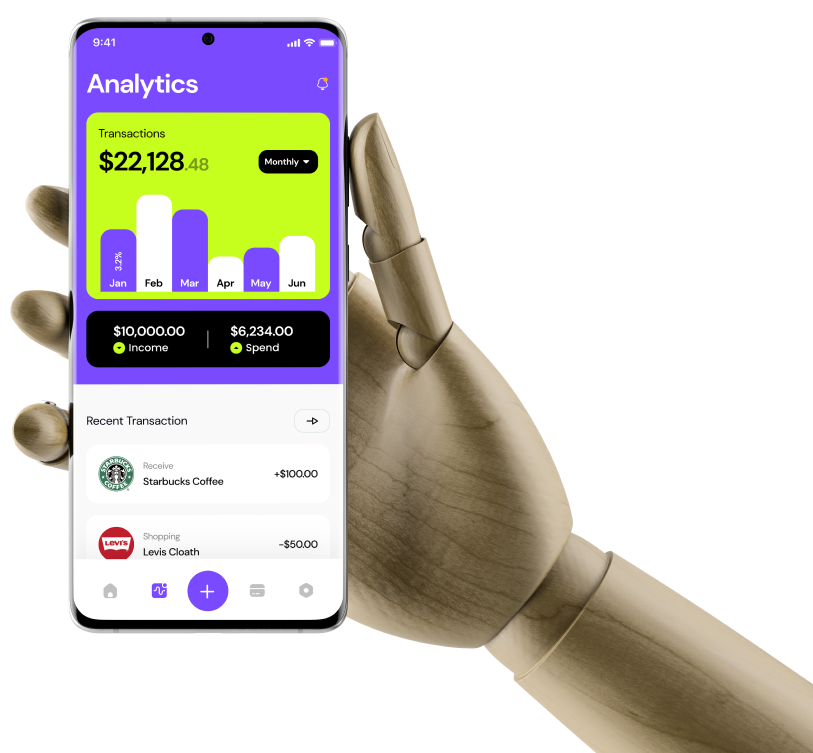 9:41
Analytics
Transactions
$22,128.48
Monthly
3.2%
Jan Feb Mar Apr May Jun
$10,000.00 $6,234.00
Income Spend
Recent Transaction
Receive
Starbucks Coffee +$100.00
STARBUCKS
COFFEE
Shopping
Levis Cloath -$50.00
LEVI'S